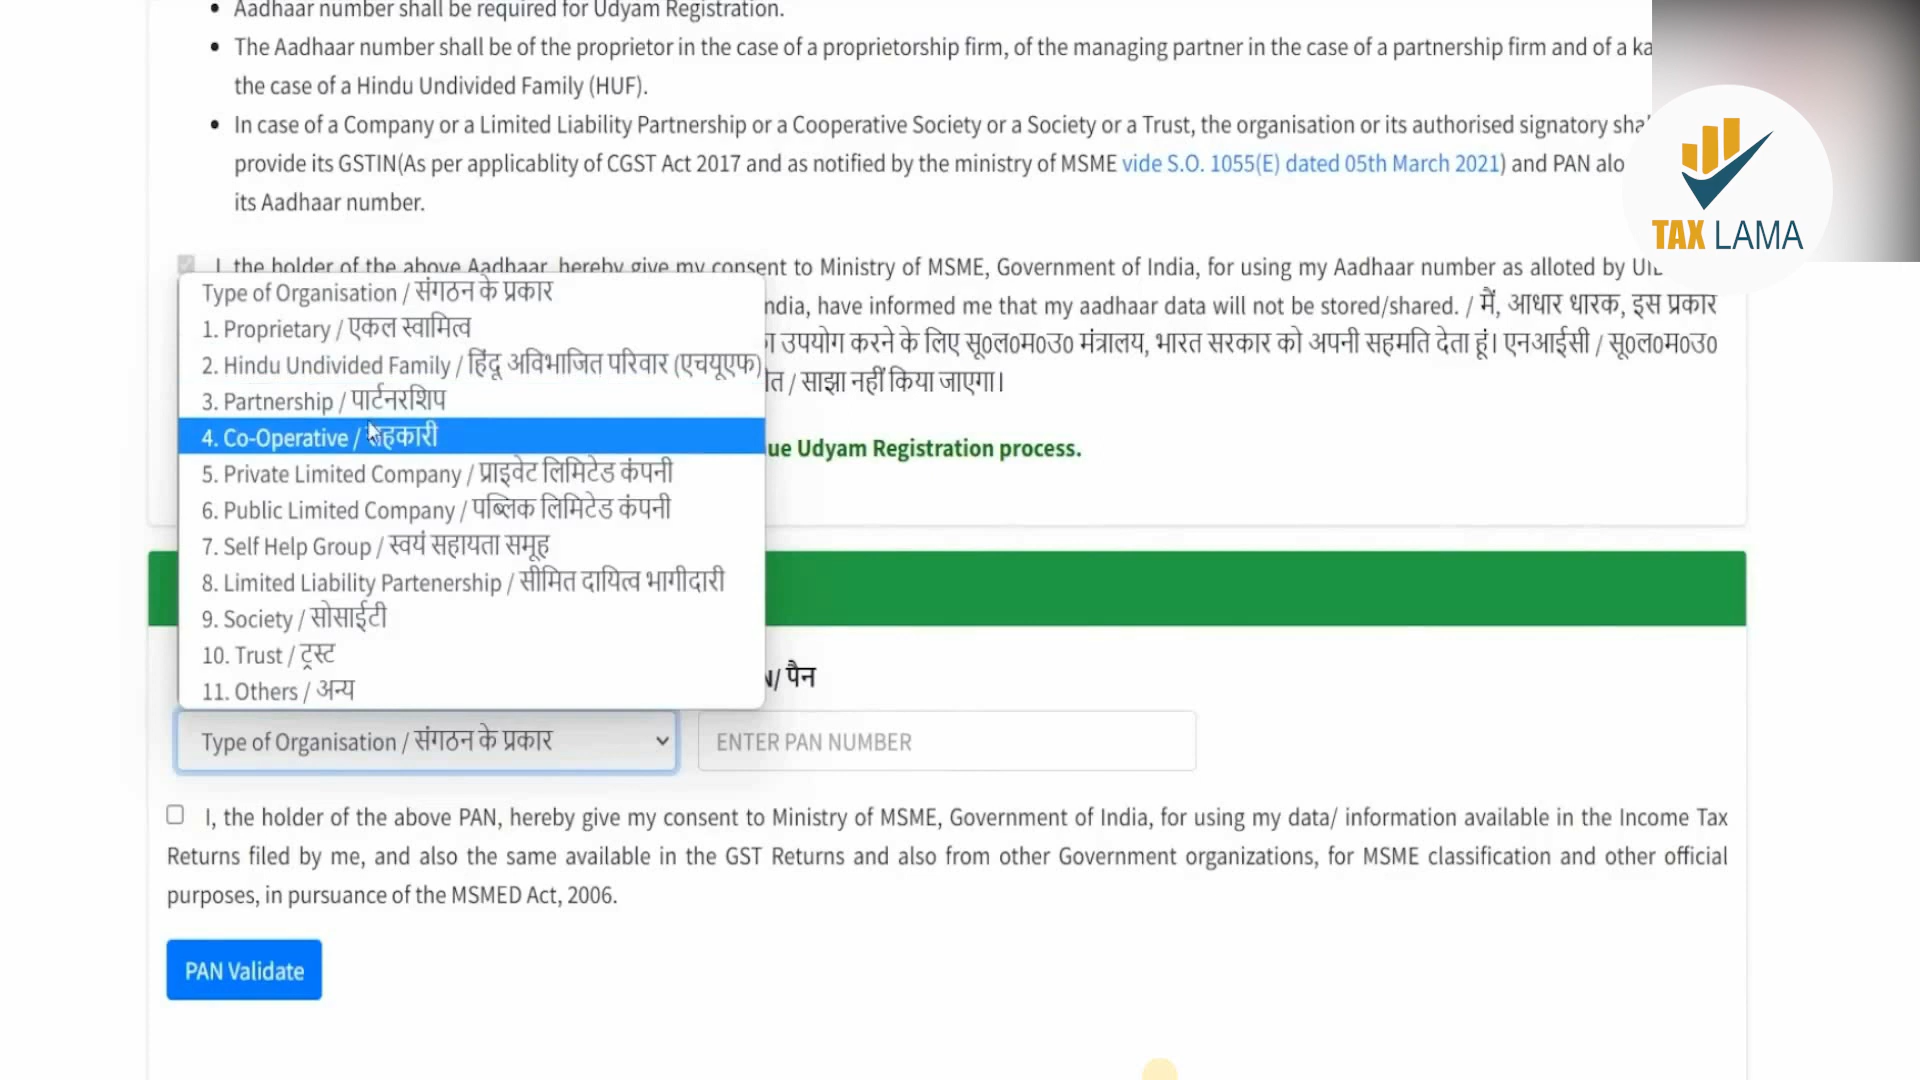 Aadhaar number shall be required for Udyam Registration.
The Aadhaar number shall be of the proprietor in the case of a proprietorship firm, of the managing partner in the case of a partnership firm and of a
the case of a Hindu Undivided Family (HUF).
In case of a Company or a Limited Liability Partnership or a Cooperative Society or a Society or a Trust, the organisation or its authorised signatory
provide its GSTIN(As per applicablity of CGST Act 2017 and as notified by the ministry of MSME vide S.O. 1055(E) dated 05th March 2021) and PAN
its Aadhaar number.
TAX LAMA
I, the holder of the above Aadhaar, hereby give my consent to Ministry of MSME, Government of India, for using my Aadhaar number as alloted by
have informed me that my aadhaar data will not be stored/shared. / मैं, आधार धारक, इस प्रकार
उपयोग करने के लिए सू०ल०म०उ० मंत्रालय, भारत सरकार को अपनी सहमति देता हूं। एनआईसी / सू०ल०म०उ०
/ साझा नहीं किया जाएगा।
Udyam Registration process.
Type of Organisation / संगठन के प्रकार
1. Proprietary / एकल स्वामित्व
2. Hindu Undivided Family / हिंदू अविभाजित परिवार (एचयूएफ)
3. Partnership / पार्टनरशिप
4. Co-Operative / सहकारी
5. Private Limited Company / प्राइवेट लिमिटेड कंपनी
6. Public Limited Company / पब्लिक लिमिटेड कंपनी
7. Self Help Group / स्वयं सहायता समूह
8. Limited Liability Partenership / सीमित दायित्व भागीदारी
9. Society / सोसाईटी
10. Trust / ट्रस्ट
11. Others / अन्य
/ पैन
Type of Organisation / संगठन के प्रकार
ENTER PAN NUMBER
I, the holder of the above PAN, hereby give my consent to Ministry of MSME, Government of India, for using my data/ information available in the Income Tax
Returns filed by me, and also the same available in the GST Returns and also from other Government organizations, for MSME classification and other official
purposes, in pursuance of the MSMED Act, 2006.
PAN Validate